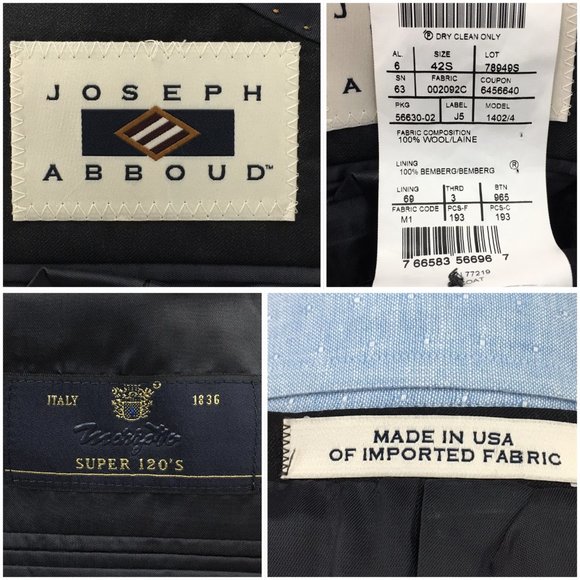 JOSEPH
ABBOUD™
® DRY CLEAN ONLY
AL. SIZE LOT
6 42S 78949S
SN FABRIC COUPON
63 002092C 6456640
PKG LABEL MODEL
56630-02 J5 1402/4
FABRIC COMPOSITION
100% WOOL/LAINE
LINING ®
100% BEMBERG/BEMBERG
LINING THRD BTN
69 3 965
FABRIC CODE PCS-F PCS-C
M1 193 193
7 66583 56696 7
77219
ITALY 1836
SUPER 120'S
MADE IN USA
OF IMPORTED FABRIC